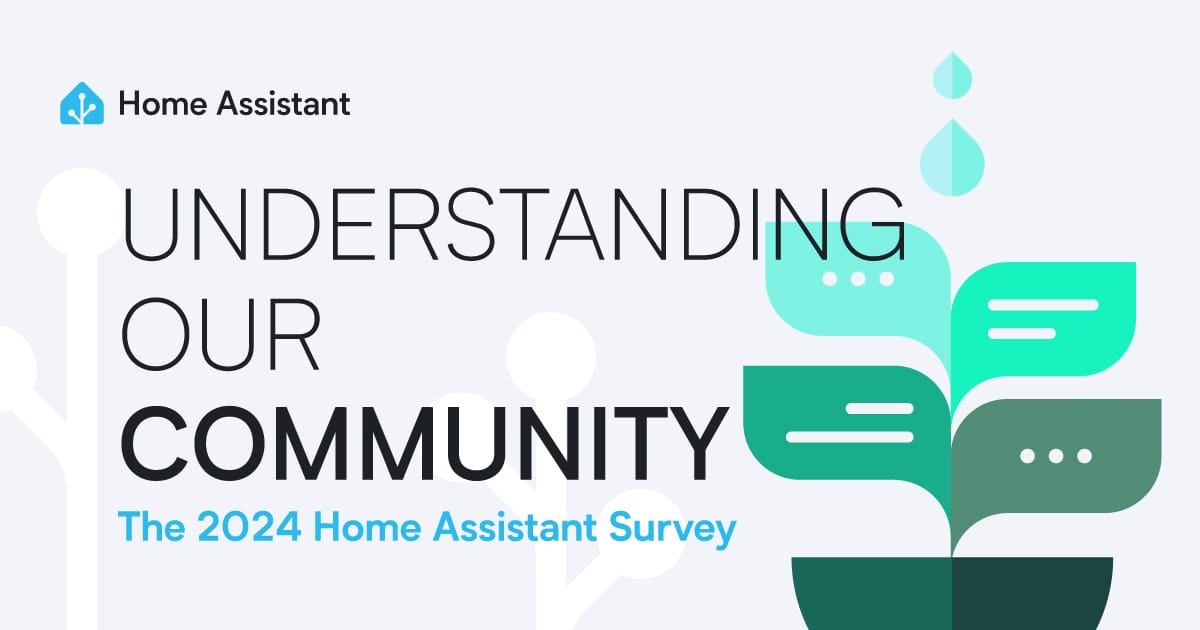 Home Assistant
UNDERSTANDING
OUR
COMMUNITY
The 2024 Home Assistant Survey